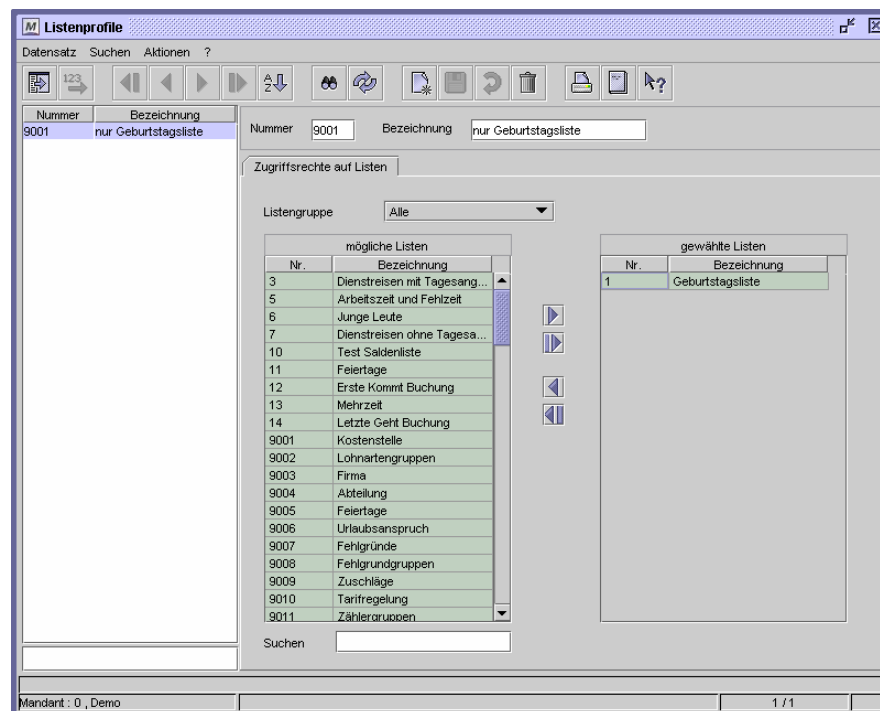 Listenprofile
Datensatz Suchen Aktionen ?
123
A Z
?
Nummer Bezeichnung
9001 nur Geburtstagsliste
Nummer 9001 Bezeichnung nur Geburtstagsliste
Zugriffsrechte auf Listen
Listengruppe Alle
mögliche Listen
Nr. Bezeichnung
3 Dienstreisen mit Tagesang...
5 Arbeitszeit und Fehlzeit
6 Junge Leute
7 Dienstreisen ohne Tagesa...
10 Test Saldenliste
11 Feiertage
12 Erste Kommt Buchung
13 Mehrzeit
14 Letzte Geht Buchung
9001 Kostenstelle
9002 Lohnartengruppen
9003 Firma
9004 Abteilung
9005 Feiertage
9006 Urlaubsanspruch
9007 Fehlgründe
9008 Fehlgrundgruppen
9009 Zuschläge
9010 Tarifregelung
9011 Zählergruppen
gewählte Listen
Nr. Bezeichnung
1 Geburtstagsliste
Suchen
Mandant : 0 , Demo
1 / 1